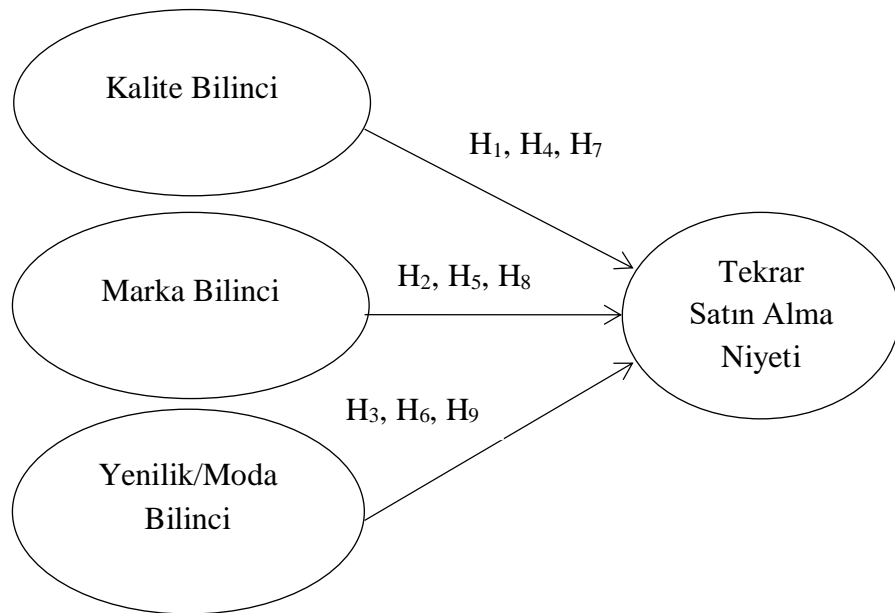 Kalite Bilinci
H₁, H₄, H₇
Marka Bilinci
H₂, H₅, H₈
Tekrar
Satın Alma
Niyeti
H₃, H₆, H₉
Yenilik/Moda
Bilinci